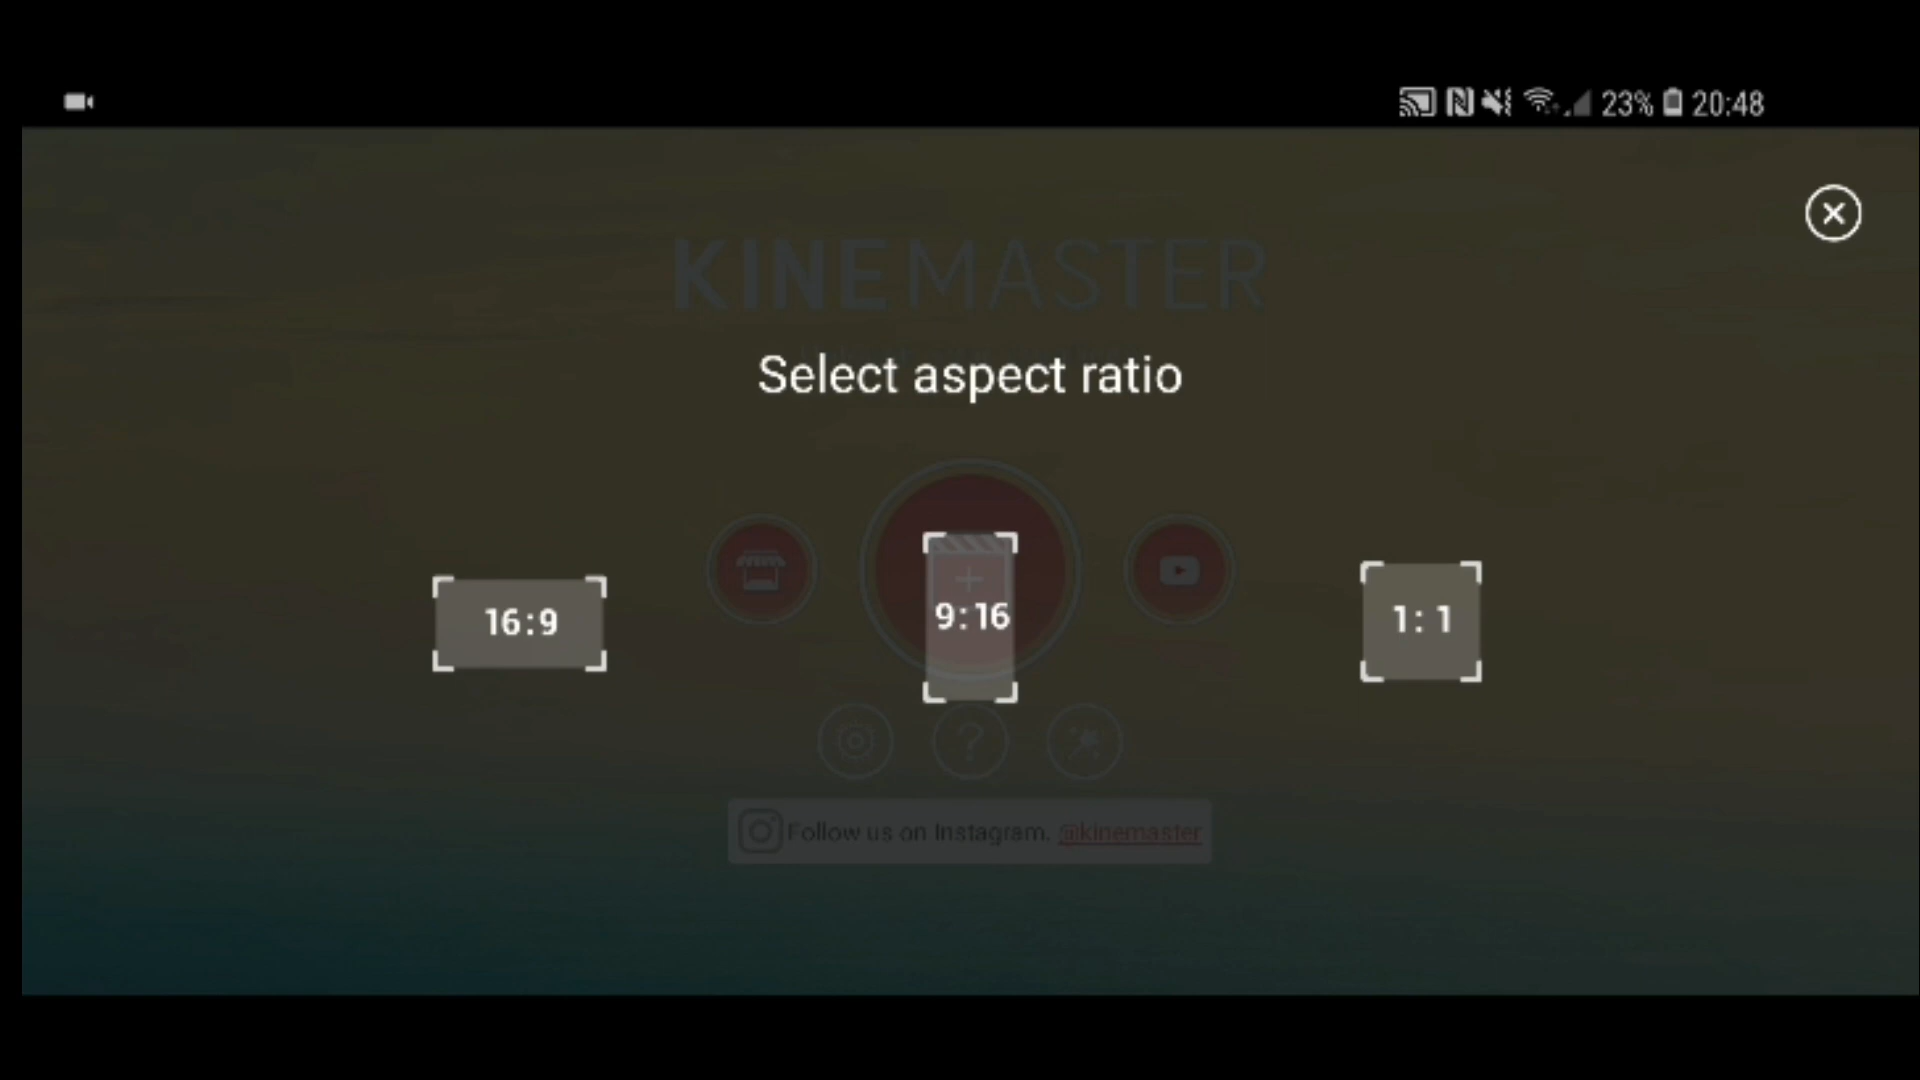 23% 20:48
KINEMASTER
Select aspect ratio
16:9
9:16
1:1
Follow us on Instagram. @kinemaster